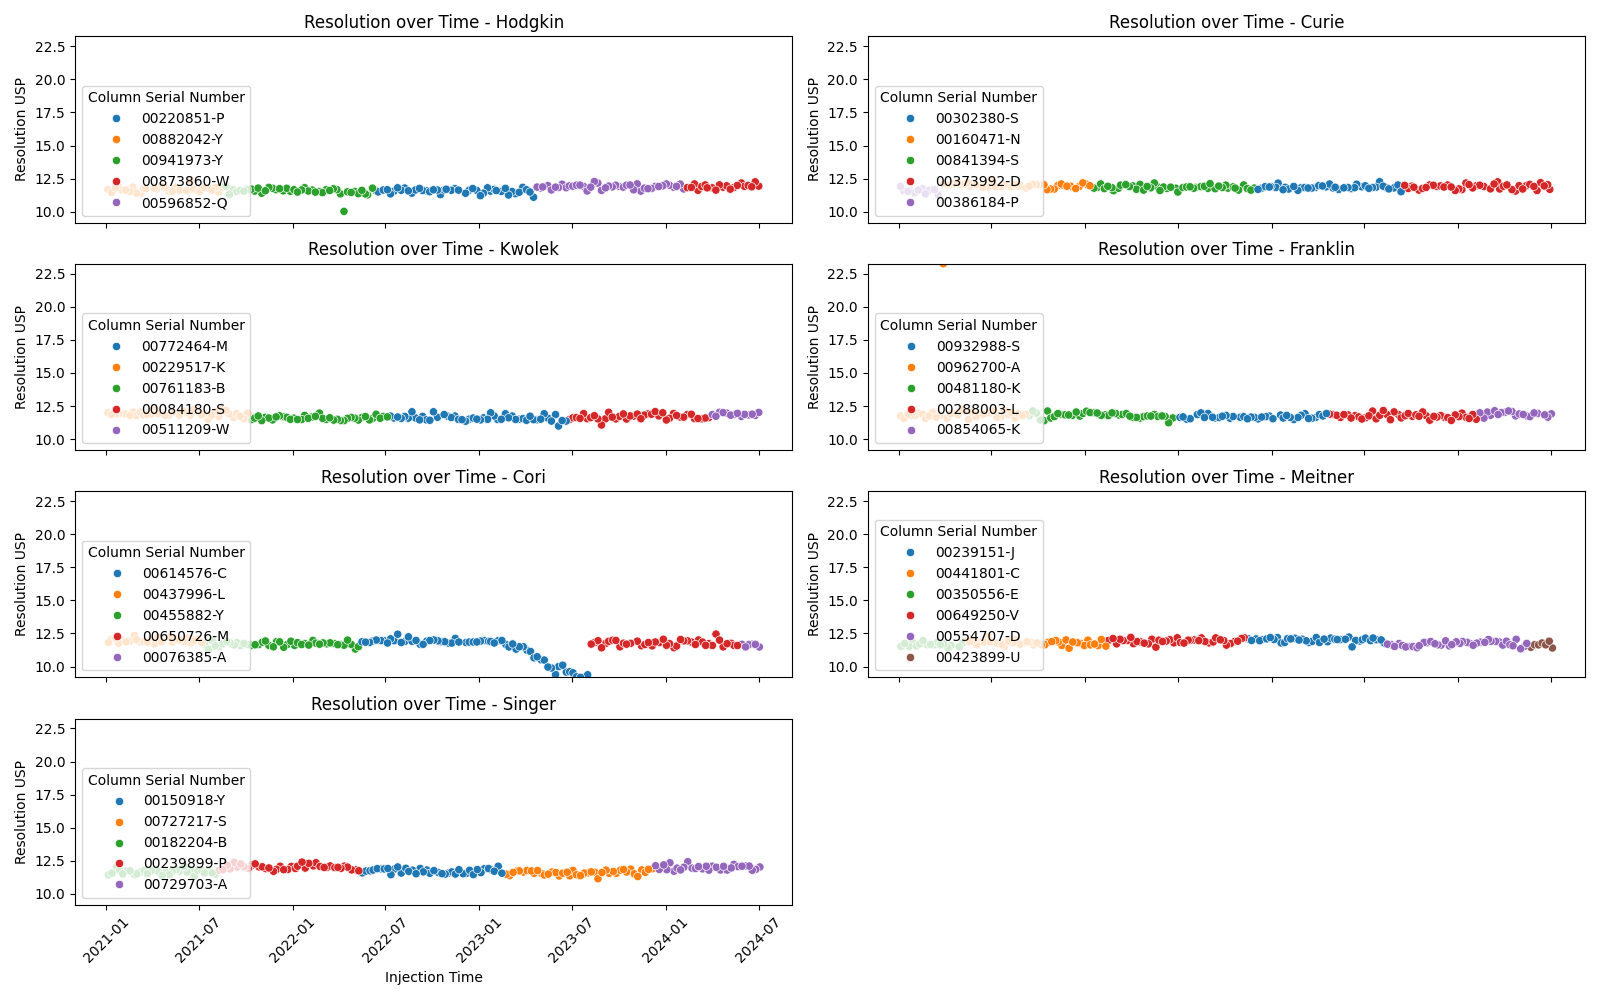 Resolution over Time - Hodgkin
Resolution USP
22.5
20.0
17.5
15.0
12.5
10.0
Column Serial Number
00220851-P
00882042-Y
00941973-Y
00873860-W
00596852-Q
Resolution over Time - Curie
Resolution USP
22.5
20.0
17.5
15.0
12.5
10.0
Column Serial Number
00302380-S
00160471-N
00841394-S
00373992-D
00386184-P
Resolution over Time - Kwolek
Resolution USP
22.5
20.0
17.5
15.0
12.5
10.0
Column Serial Number
00772464-M
00229517-K
00761183-B
00084180-S
00511209-W
Resolution over Time - Franklin
Resolution USP
22.5
20.0
17.5
15.0
12.5
10.0
Column Serial Number
00932988-S
00962700-A
00481180-K
00288003-L
00854065-K
Resolution over Time - Cori
Resolution USP
22.5
20.0
17.5
15.0
12.5
10.0
Column Serial Number
00614576-C
00437996-L
00455882-Y
00650726-M
00076385-A
Resolution over Time - Meitner
Resolution USP
22.5
20.0
17.5
15.0
12.5
10.0
Column Serial Number
00239151-J
00441801-C
00350556-E
00649250-V
00554707-D
00423899-U
Resolution over Time - Singer
Resolution USP
22.5
20.0
17.5
15.0
12.5
10.0
Column Serial Number
00150918-Y
00727217-S
00182204-B
00239899-P
00729703-A
2021-01
2021-07
2022-01
2022-07
2023-01
2023-07
2024-01
2024-07
Injection Time